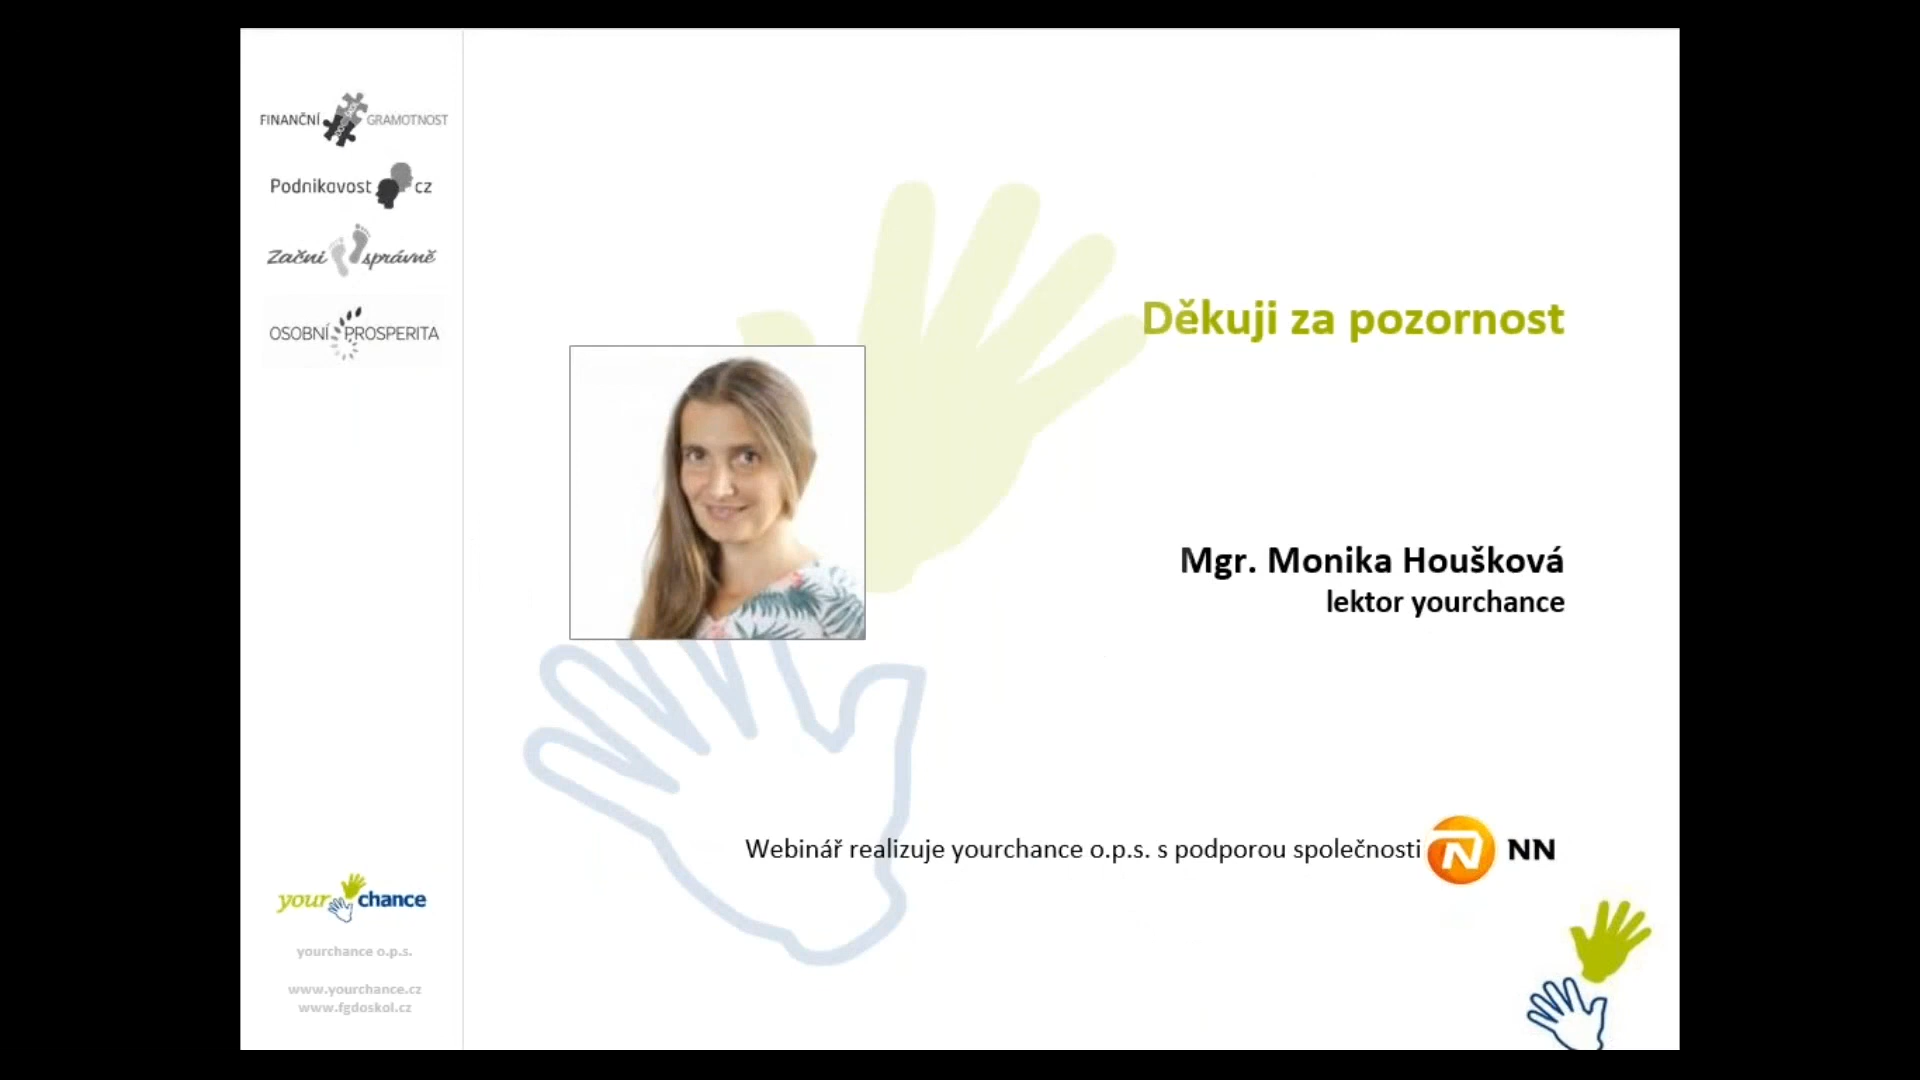 FINANČNÍ GRAMOTNOST
Podnikavost cz
Začni správně
OSOBNÍ PROSPERITA
Děkuji za pozornost
Mgr. Monika Houšková
lektor yourchance
Webinář realizuje yourchance o.p.s. s podporou společnosti NN
your chance
yourchance o.p.s.
www.yourchance.cz
www.fgdoskol.cz